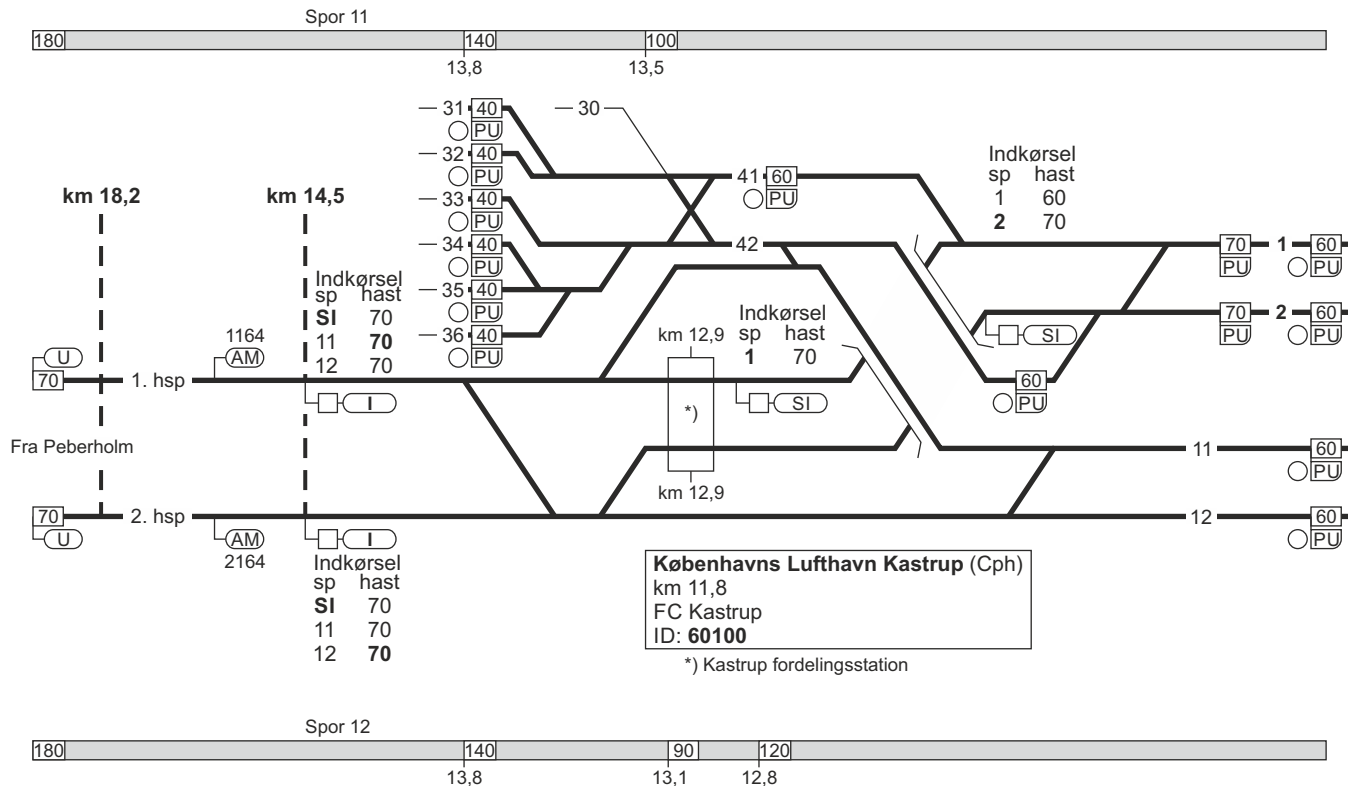 Spor 11
180 140 100
13,8 13,5
31 40 30
PU
32 40
PU
41 60
PU
33 40
PU
34 40
PU
42
35 40
PU
36 40
PU
Indkørsel
sp hast
1 60
2 70
70 1 60
PU PU
70 2 60
PU PU
SI
60
PU
km 18,2 km 14,5
Indkørsel
sp hast
SI 70
11 70
12 70
1164
U AM
70 1. hsp
I
km 12,9
*)
km 12,9
Indkørsel
sp hast
1 70
SI
Fra Peberholm
11 60
PU
70 2. hsp 12 60
U AM I PU
2164
Indkørsel
sp hast
SI 70
11 70
12 70
Københavns Lufthavn Kastrup (Cph)
km 11,8
FC Kastrup
ID: 60100
*) Kastrup fordelingsstation
Spor 12
180 140 90 120
13,8 13,1 12,8